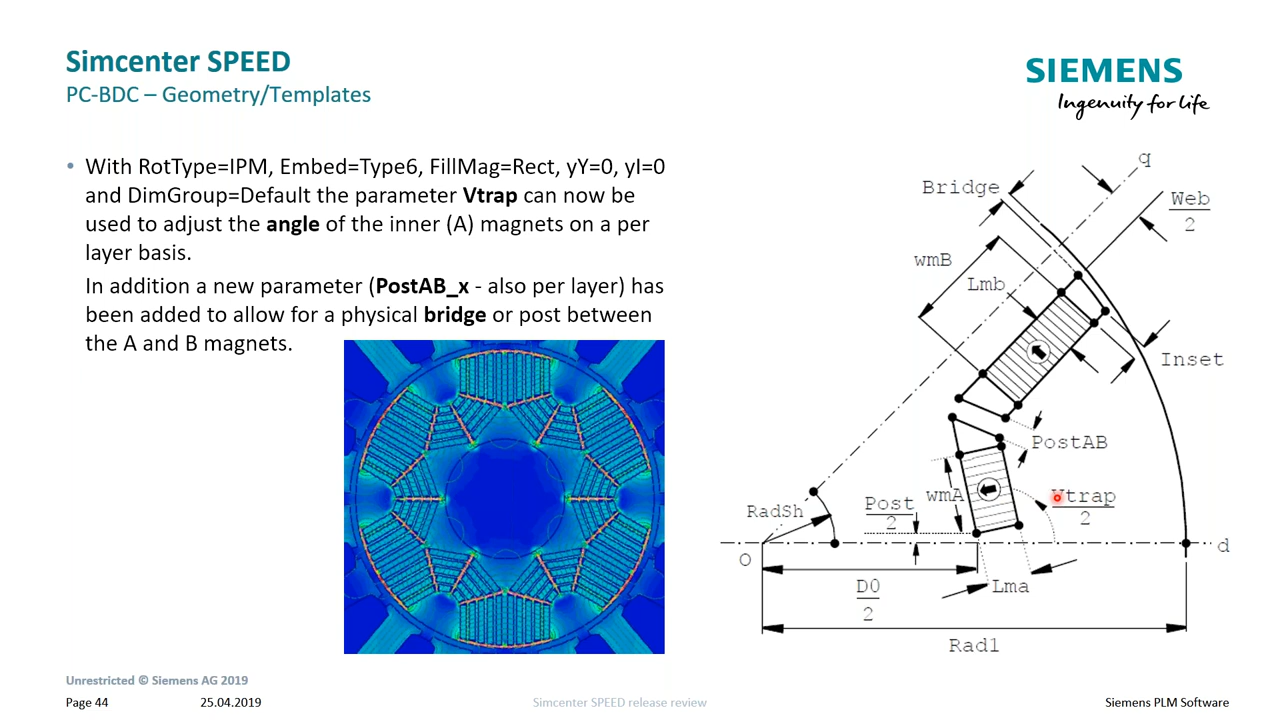 Simcenter SPEED
PC-BDC – Geometry/Templates
SIEMENS
Ingenuity for life
• With RotType=IPM, Embed=Type6, FillMag=Rect, yY=0, yI=0
and DimGroup=Default the parameter Vtrap can now be
used to adjust the angle of the inner (A) magnets on a per
layer basis.
In addition a new parameter (PostAB_x - also per layer) has
been added to allow for a physical bridge or post between
the A and B magnets.
q
Bridge
Web
2
wmB
Lmb
Inset
PostAB
wmA
Post
2
Vtrap
2
RadSh
O
d
D0
2
Lma
Rad1
Unrestricted © Siemens AG 2019
Page 44
25.04.2019
Simcenter SPEED release review
Siemens PLM Software